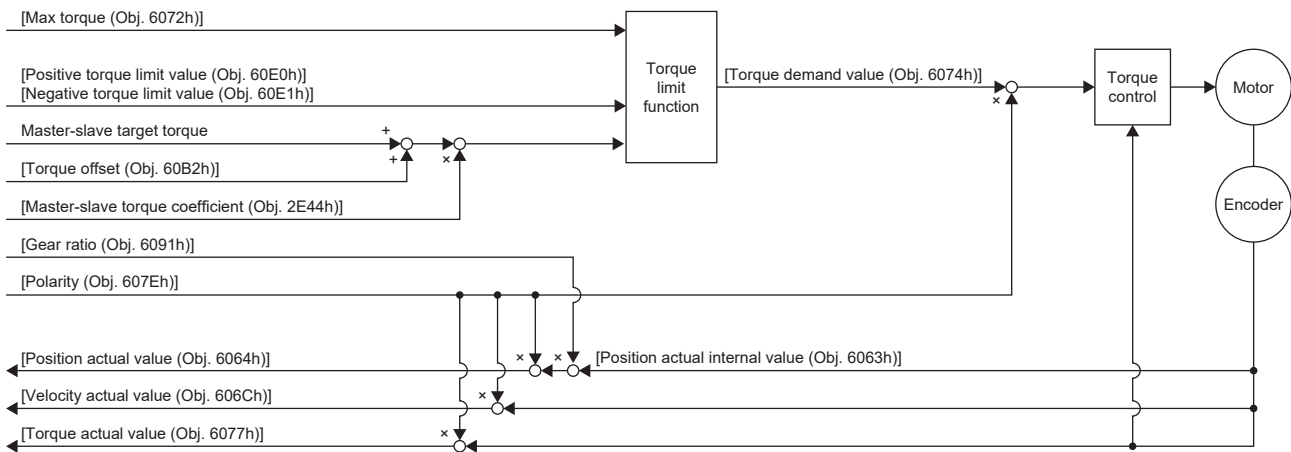 [Max torque (Obj. 6072h)]
[Positive torque limit value (Obj. 60E0h)]
[Negative torque limit value (Obj. 60E1h)]
Master-slave target torque
+
+
×
[Torque offset (Obj. 60B2h)]
[Master-slave torque coefficient (Obj. 2E44h)]
Torque
limit
function
[Torque demand value (Obj. 6074h)]
×
Torque
control
Motor
Encoder
[Gear ratio (Obj. 6091h)]
[Polarity (Obj. 607Eh)]
[Position actual value (Obj. 6064h)]
×
×
[Position actual internal value (Obj. 6063h)]
[Velocity actual value (Obj. 606Ch)]
×
[Torque actual value (Obj. 6077h)]
×